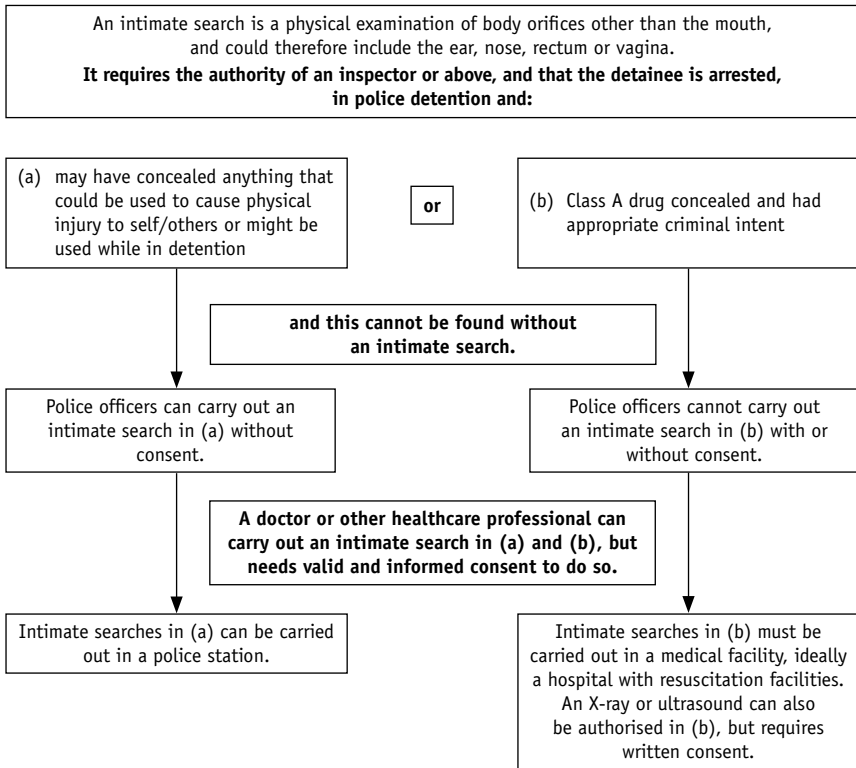 An intimate search is a physical examination of body orifices other than the mouth,
and could therefore include the ear, nose, rectum or vagina.
It requires the authority of an inspector or above, and that the detainee is arrested,
in police detention and:
(a) may have concealed anything that
could be used to cause physical
injury to self/others or might be
used while in detention
or
(b) Class A drug concealed and had
appropriate criminal intent
and this cannot be found without
an intimate search.
Police officers can carry out an
intimate search in (a) without
consent.
Police officers cannot carry out
an intimate search in (b) with or
without consent.
A doctor or other healthcare professional can
carry out an intimate search in (a) and (b), but
needs valid and informed consent to do so.
Intimate searches in (a) can be carried
out in a police station.
Intimate searches in (b) must be
carried out in a medical facility, ideally
a hospital with resuscitation facilities.
An X-ray or ultrasound can also
be authorised in (b), but requires
written consent.